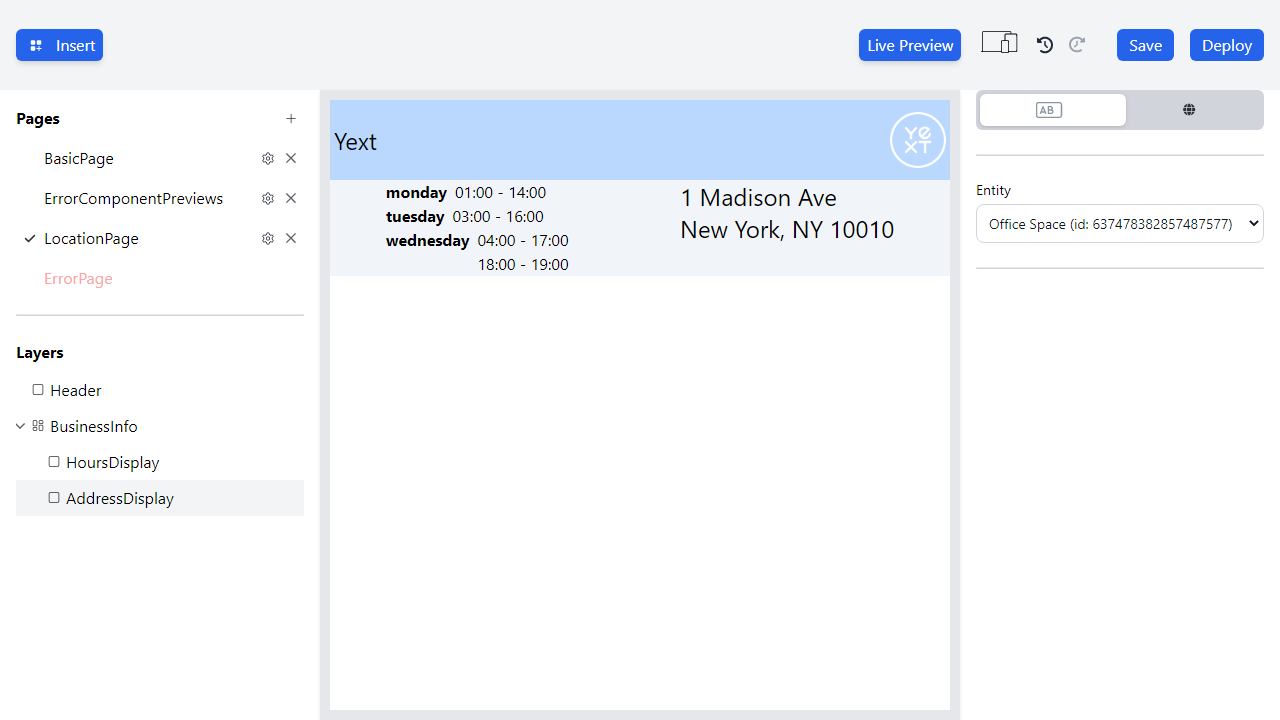 Insert
Live Preview
Save
Deploy
Pages
BasicPage
ErrorComponentPreviews
LocationPage
ErrorPage
Layers
Header
BusinessInfo
HoursDisplay
AddressDisplay
Yext
YEXT
monday 01:00 - 14:00
tuesday 03:00 - 16:00
wednesday 04:00 - 17:00
18:00 - 19:00
1 Madison Ave
New York, NY 10010
AB
Entity
Office Space (id: 637478382857487577)